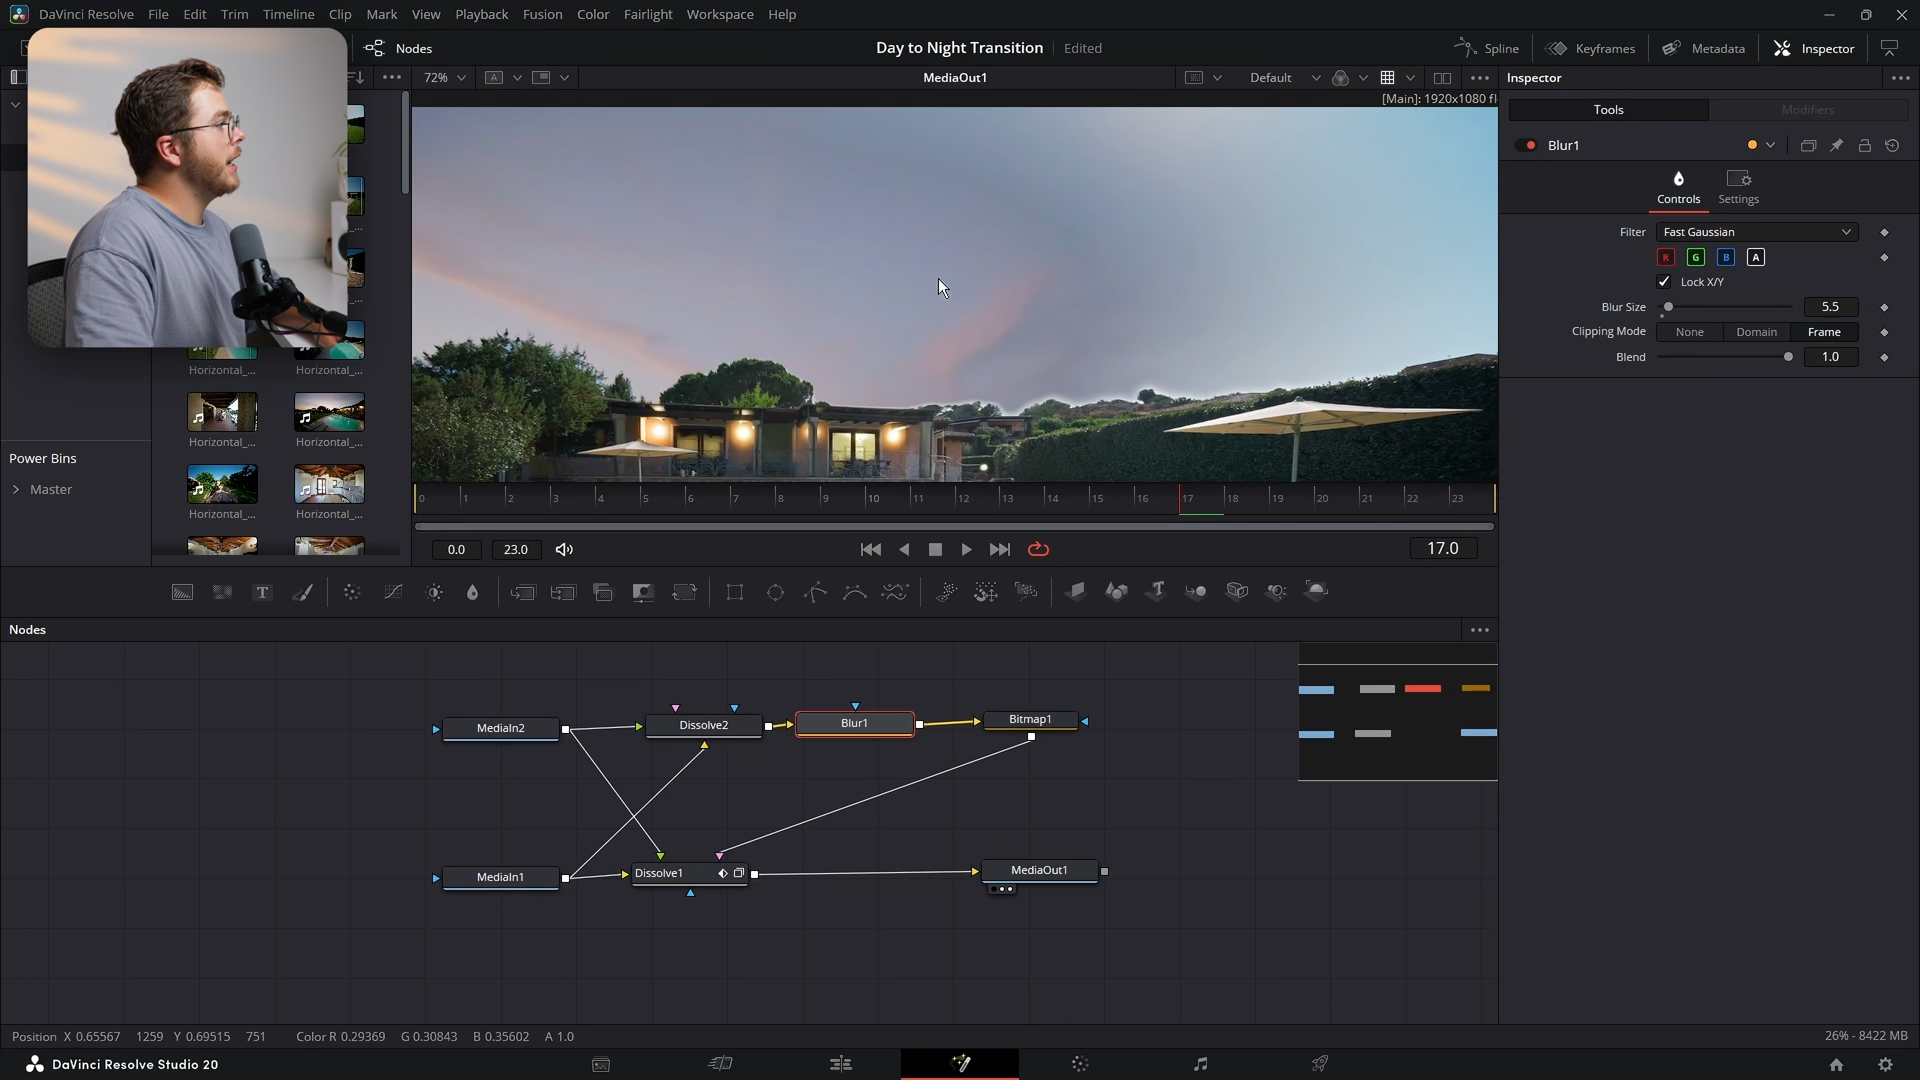 DaVinci Resolve File Edit Trim Timeline Clip Mark View Playback Fusion Color Fairlight Workspace Help
Nodes Day to Night Transition Edited Spline Keyframes Metadata Inspector
72% A MediaOut1 Default Inspector
[Main]: 1920x1080 fl
Tools Modifiers
Blur1
Controls Settings
Filter Fast Gaussian
R G B A
Lock X/Y
Blur Size 5.5
Clipping Mode None Domain Frame
Blend 1.0
Horizontal_... Horizontal_...
Horizontal_... Horizontal_...
Horizontal_... Horizontal_...
Power Bins
Master
0 1 2 3 4 5 6 7 8 9 10 11 12 13 14 15 16 17 18 19 20 21 22 23
0.0 23.0 17.0
T T
Nodes
MediaIn2 Dissolve2 Blur1 Bitmap1
MediaIn1 Dissolve1 MediaOut1
Position X 0.65567 1259 Y 0.69515 751 Color R 0.29369 G 0.30843 B 0.35602 A 1.0 26% - 8422 MB
DaVinci Resolve Studio 20